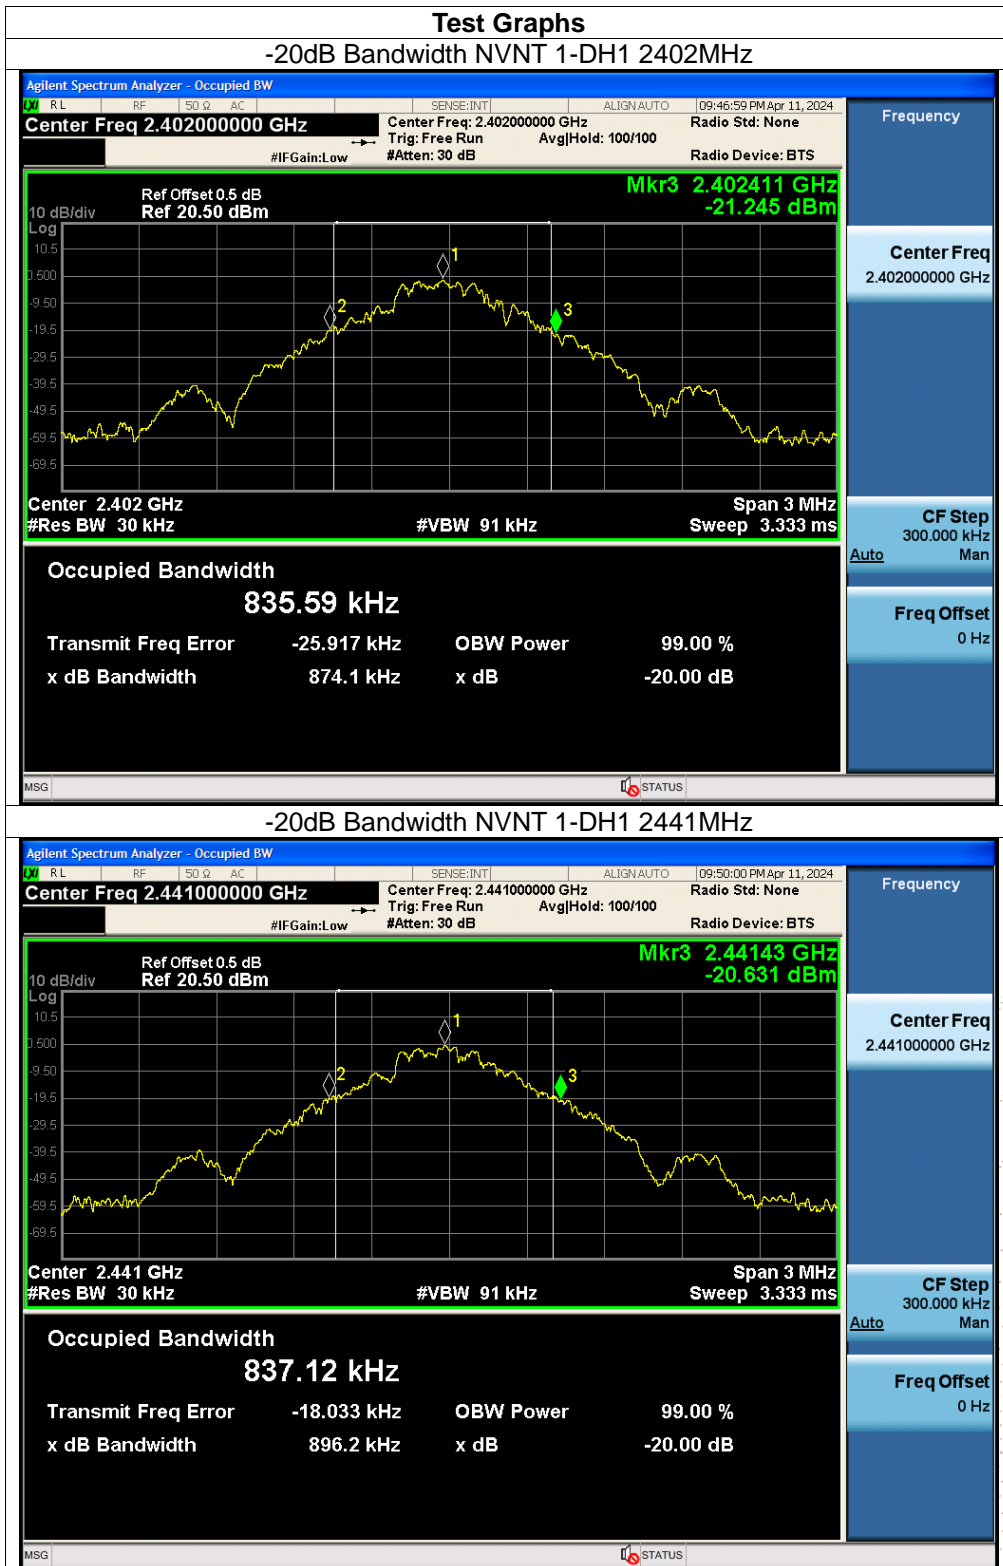 Test Graphs
-20dB Bandwidth NVNT 1-DH1 2402MHz
Agilent Spectrum Analyzer - Occupied BW
LXI RL RF 50 Ω AC SENSE:INT ALIGN AUTO 09:46:59 PM Apr 11, 2024
Center Freq 2.402000000 GHz
Center Freq: 2.402000000 GHz
Radio Std: None
Trig: Free Run Avg|Hold: 100/100
#IFGain:Low #Atten: 30 dB Radio Device: BTS
Frequency
Mkr3 2.402411 GHz
-21.245 dBm
Ref Offset 0.5 dB
10 dB/div Ref 20.50 dBm
Log
10.5
0.500
-9.50
-19.5
-29.5
-39.5
-49.5
-59.5
-69.5
1
2
3
Center 2.402 GHz Span 3 MHz
#Res BW 30 kHz #VBW 91 kHz Sweep 3.333 ms
Center Freq
2.402000000 GHz
CF Step
300.000 kHz
Auto Man
Freq Offset
0 Hz
Occupied Bandwidth
835.59 kHz
Transmit Freq Error -25.917 kHz OBW Power 99.00 %
x dB Bandwidth 874.1 kHz x dB -20.00 dB
MSG STATUS
-20dB Bandwidth NVNT 1-DH1 2441MHz
Agilent Spectrum Analyzer - Occupied BW
LXI RL RF 50 Ω AC SENSE:INT ALIGN AUTO 09:50:00 PM Apr 11, 2024
Center Freq 2.441000000 GHz
Center Freq: 2.441000000 GHz
Radio Std: None
Trig: Free Run Avg|Hold: 100/100
#IFGain:Low #Atten: 30 dB Radio Device: BTS
Frequency
Mkr3 2.44143 GHz
-20.631 dBm
Ref Offset 0.5 dB
10 dB/div Ref 20.50 dBm
Log
10.5
0.500
-9.50
-19.5
-29.5
-39.5
-49.5
-59.5
-69.5
1
2
3
Center 2.441 GHz Span 3 MHz
#Res BW 30 kHz #VBW 91 kHz Sweep 3.333 ms
Center Freq
2.441000000 GHz
CF Step
300.000 kHz
Auto Man
Freq Offset
0 Hz
Occupied Bandwidth
837.12 kHz
Transmit Freq Error -18.033 kHz OBW Power 99.00 %
x dB Bandwidth 896.2 kHz x dB -20.00 dB
MSG STATUS